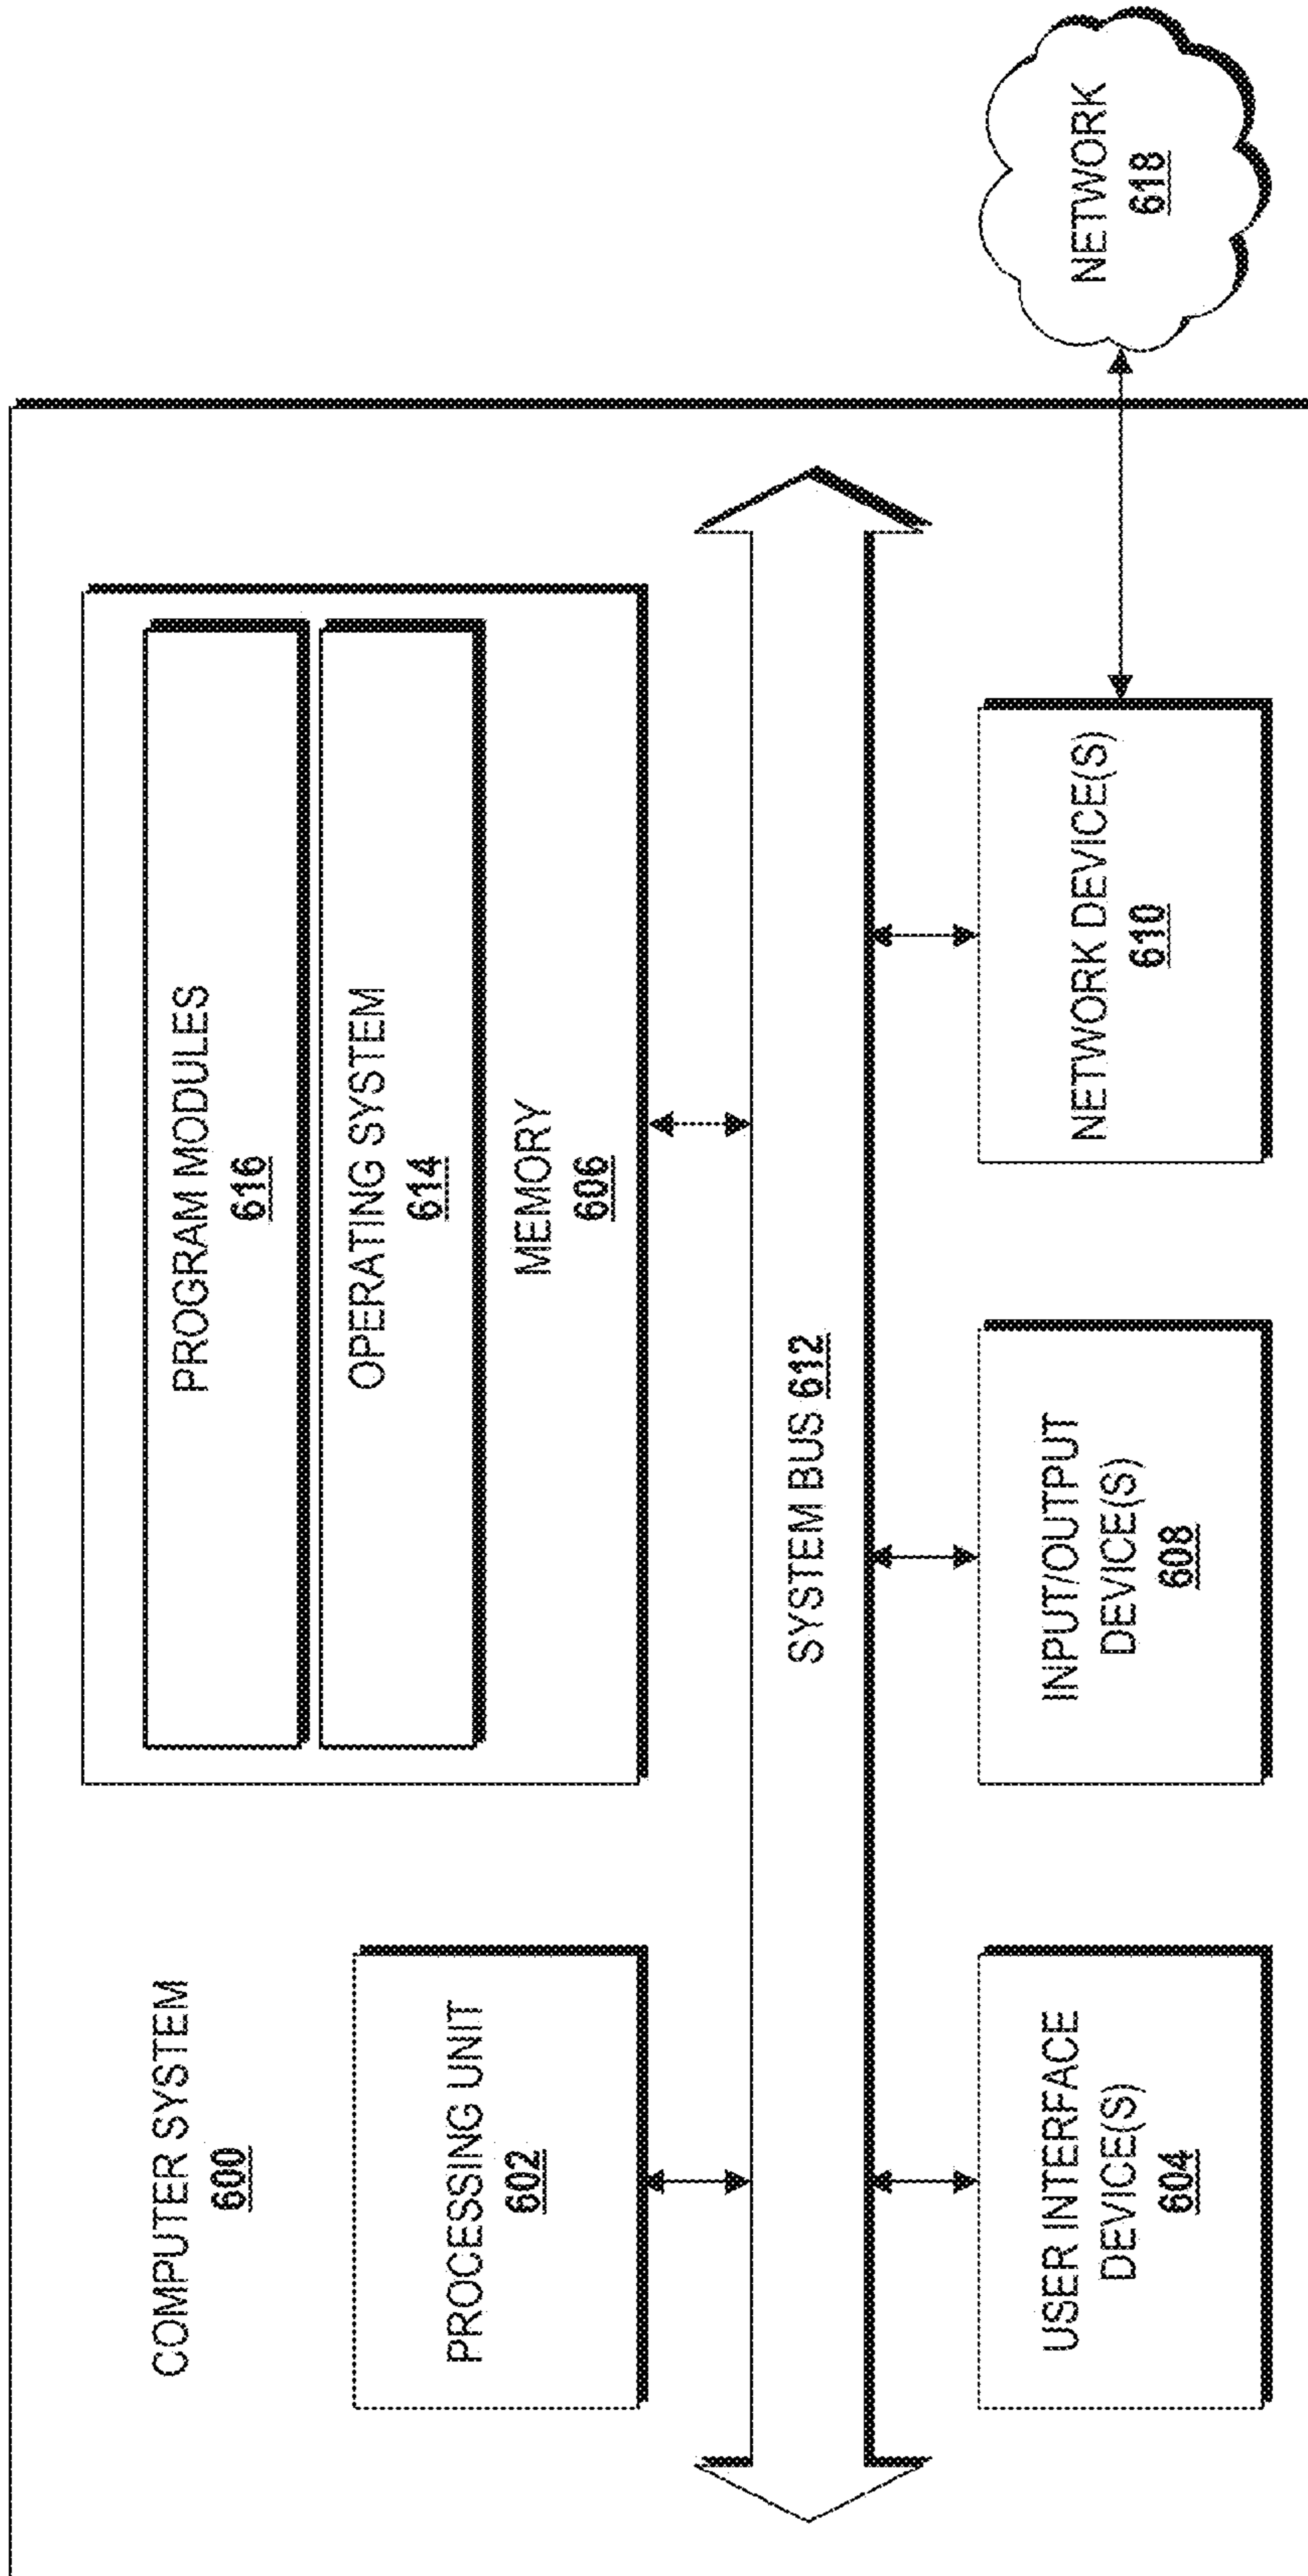 COMPUTER SYSTEM
600
PROCESSING UNIT
602
PROGRAM MODULES
616
OPERATING SYSTEM
614
MEMORY
606
SYSTEM BUS 612
USER INTERFACE
DEVICE(S)
604
INPUT/OUTPUT
DEVICE(S)
608
NETWORK DEVICE(S)
610
NETWORK
618